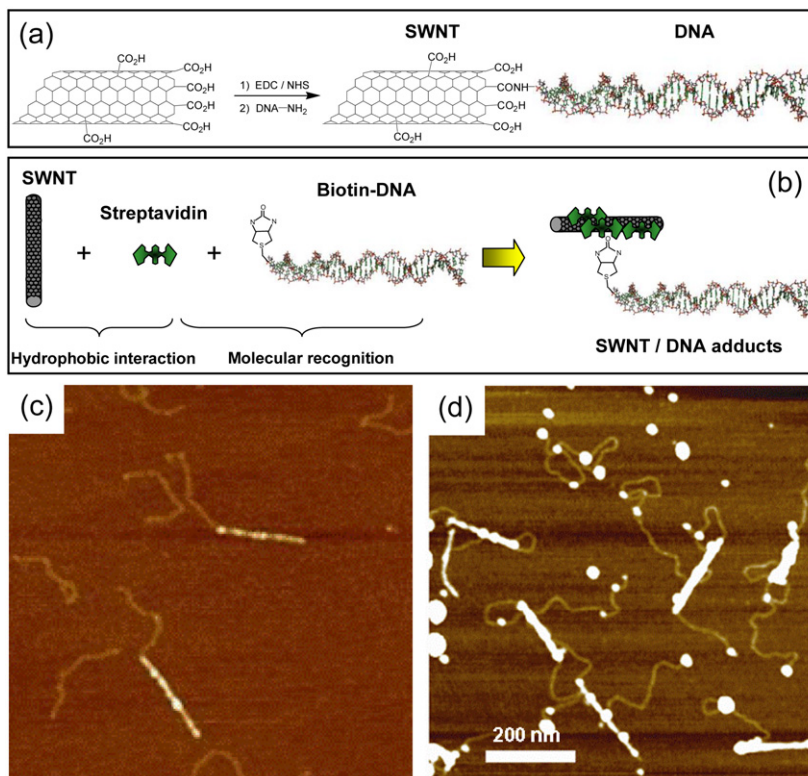 (a)
SWNT
DNA
CO₂H
CO₂H
CO₂H
CO₂H
CO₂H
CO₂H
1) EDC / NHS
2) DNA—NH₂
CO₂H
CO₂H
CONH
CO₂H
CO₂H
CO₂H
(b)
SWNT
Streptavidin
Biotin-DNA
+
+
O
N
N
S
O
N
N
S
Hydrophobic interaction
Molecular recognition
SWNT / DNA adducts
(c)
(d)
200 nm